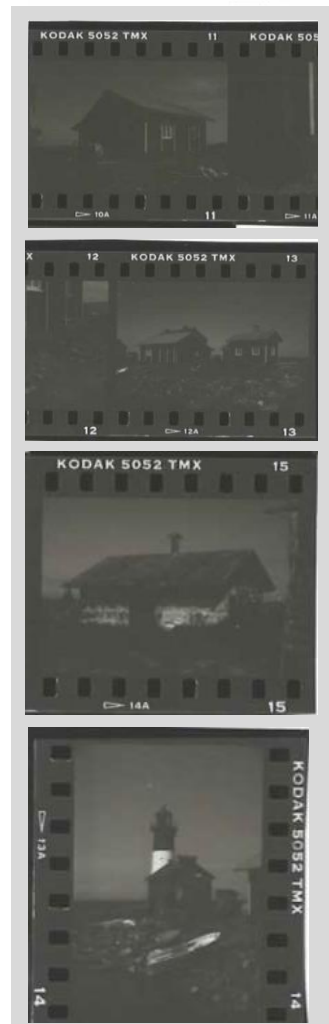 KODAK 5052 TMX 11 KODAK 505
10A 11 11A
X 12 KODAK 5052 TMX 13
12 12A 13
KODAK 5052 TMX 15
14A 15
KODAK 5052 TMX 14
13A 14